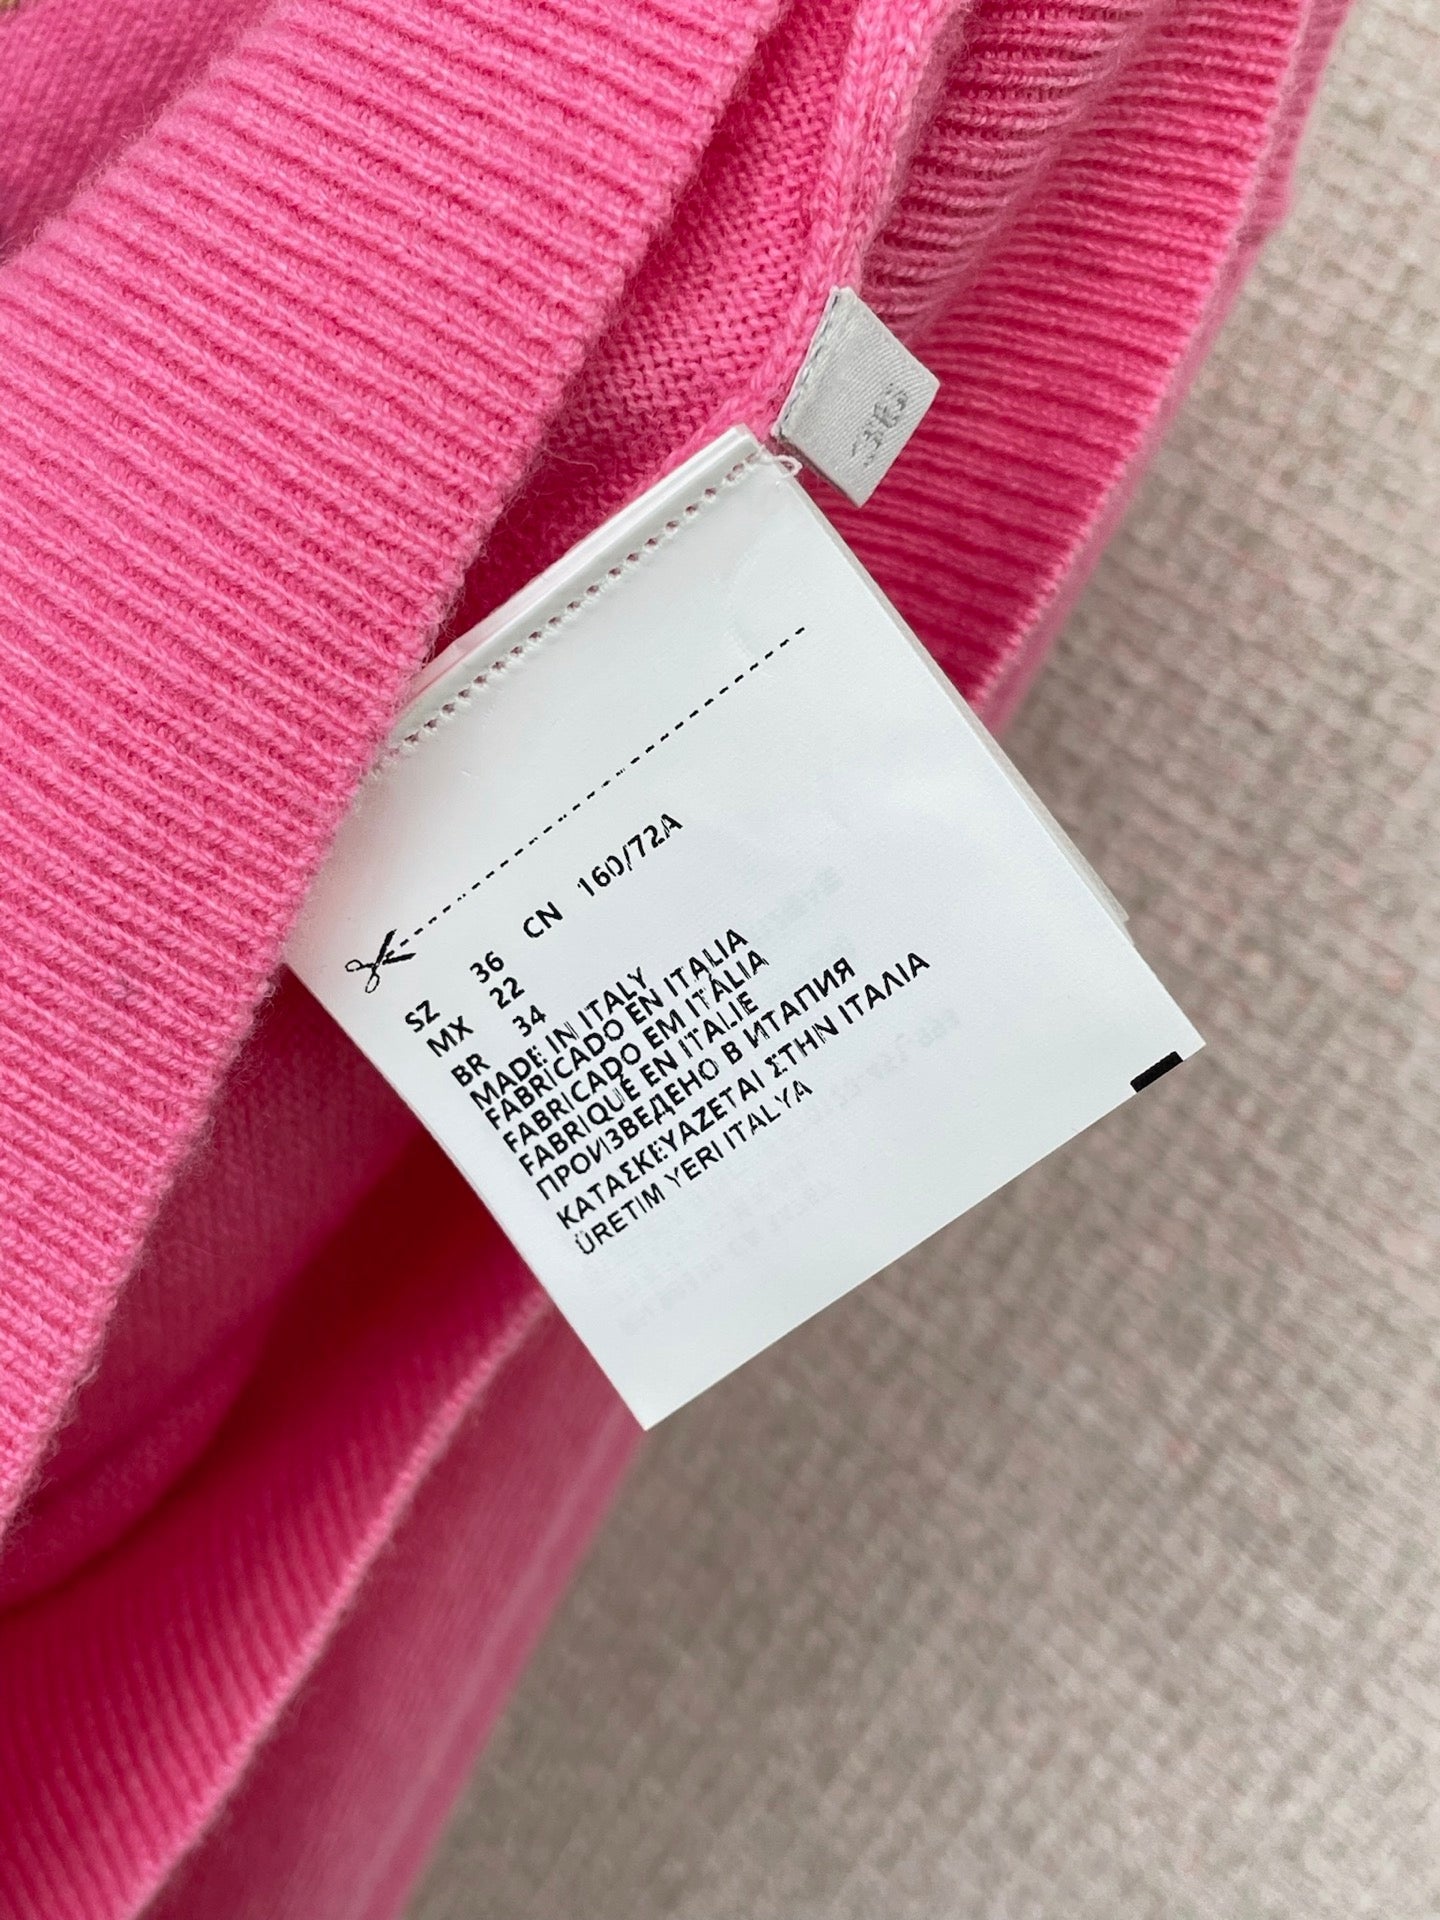 SZ 36 CN 160/72A
MX 22
BR 34
MADE IN ITALY
FABRICADO EN ITALIA
FABRICADO EM ITALIA
FABRIQUÉ EN ITALIE
ПРОИЗВЕДЕНО В ИТАПИЯ
ΚΑΤΑΣΚΕΥΑΖΕΤΑΙ ΣΤΗΝ ΙΤΑΛΙΑ
ÜRETIM YERI ITALYA